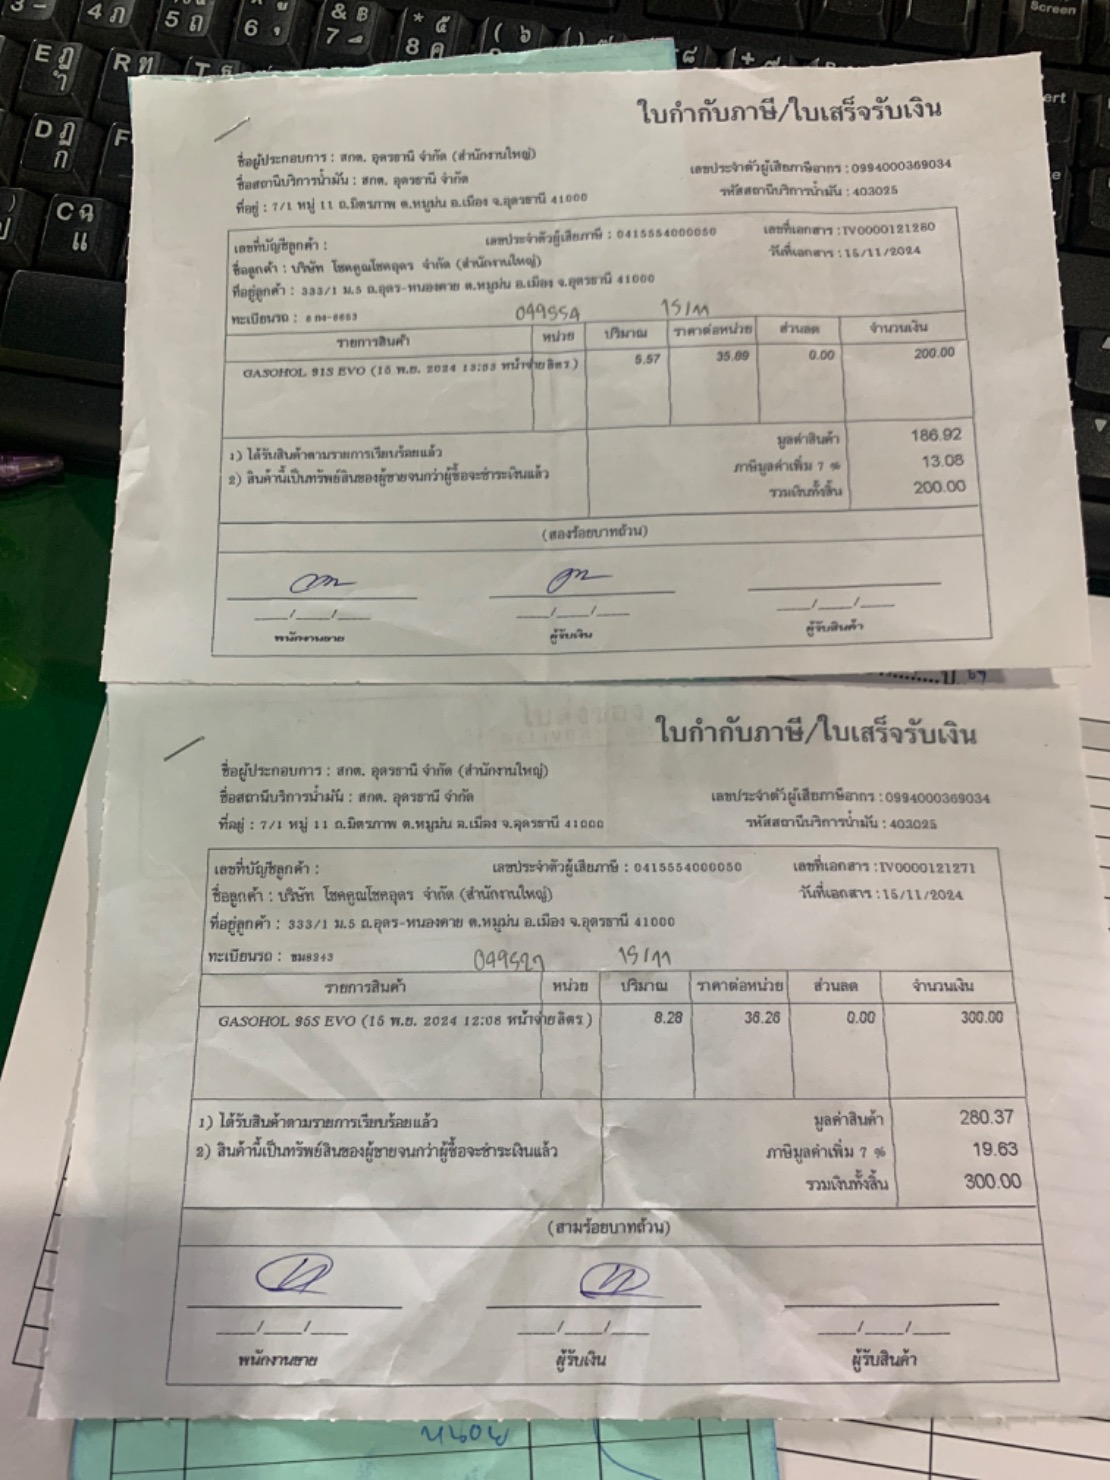 ใบกำกับภาษี/ใบเสร็จรับเงิน
ชื่อผู้ประกอบการ : สกต. อุดรธานี จำกัด (สำนักงานใหญ่)
เลขประจำตัวผู้เสียภาษีอากร : 0994000369034
ชื่อสถานีบริการน้ำมัน : สกต. อุดรธานี จำกัด
รหัสสถานีบริการน้ำมัน : 403025
ที่อยู่ : 7/1 หมู่ 11 ถ.มิตรภาพ ต.หมูม่น อ.เมือง จ.อุดรธานี 41000
เลขที่บัญชีลูกค้า : เลขประจำตัวผู้เสียภาษี : 0415554000050 เลขที่เอกสาร : IV0000121280
ชื่อลูกค้า : บริษัท โชคคูณโชคอุดร จำกัด (สำนักงานใหญ่) วันที่เอกสาร : 15/11/2024
ที่อยู่ลูกค้า : 333/1 ม.5 ถ.อุดร-หนองคาย ต.หมูม่น อ.เมือง จ.อุดรธานี 41000
ทะเบียนรถ : 049554 15/11
รายการสินค้า หน่วย ปริมาณ ราคาต่อหน่วย ส่วนลด จำนวนเงิน
GASOHOL 91S EVO (15 พ.ย. 2024 13:53 หน้าจ่าย ลิตร ) 5.57 35.89 0.00 200.00
1) ได้รับสินค้าตามรายการเรียบร้อยแล้ว มูลค่าสินค้า 186.92
2) สินค้านี้เป็นทรัพย์สินของผู้ขายจนกว่าผู้ซื้อจะชำระเงินแล้ว ภาษีมูลค่าเพิ่ม 7 % 13.08
รวมเงินทั้งสิ้น 200.00
(สองร้อยบาทถ้วน)
___/___/___ ___/___/___ ___/___/___
พนักงานขาย ผู้รับเงิน ผู้รับสินค้า
ใบกำกับภาษี/ใบเสร็จรับเงิน
ชื่อผู้ประกอบการ : สกต. อุดรธานี จำกัด (สำนักงานใหญ่)
ชื่อสถานีบริการน้ำมัน : สกต. อุดรธานี จำกัด เลขประจำตัวผู้เสียภาษีอากร : 0994000369034
ที่อยู่ : 7/1 หมู่ 11 ถ.มิตรภาพ ต.หมูม่น อ.เมือง จ.อุดรธานี 41000 รหัสสถานีบริการน้ำมัน : 403025
เลขที่บัญชีลูกค้า : เลขประจำตัวผู้เสียภาษี : 0415554000050 เลขที่เอกสาร : IV0000121271
ชื่อลูกค้า : บริษัท โชคคูณโชคอุดร จำกัด (สำนักงานใหญ่) วันที่เอกสาร : 15/11/2024
ที่อยู่ลูกค้า : 333/1 ม.5 ถ.อุดร-หนองคาย ต.หมูม่น อ.เมือง จ.อุดรธานี 41000
ทะเบียนรถ : ขม8243 049527 15/11
รายการสินค้า หน่วย ปริมาณ ราคาต่อหน่วย ส่วนลด จำนวนเงิน
GASOHOL 95S EVO (15 พ.ย. 2024 12:08 หน้าจ่าย ลิตร ) 8.28 36.26 0.00 300.00
1) ได้รับสินค้าตามรายการเรียบร้อยแล้ว มูลค่าสินค้า 280.37
2) สินค้านี้เป็นทรัพย์สินของผู้ขายจนกว่าผู้ซื้อจะชำระเงินแล้ว ภาษีมูลค่าเพิ่ม 7 % 19.63
รวมเงินทั้งสิ้น 300.00
(สามร้อยบาทถ้วน)
___/___/___ ___/___/___ ___/___/___
พนักงานขาย ผู้รับเงิน ผู้รับสินค้า
หน่วย